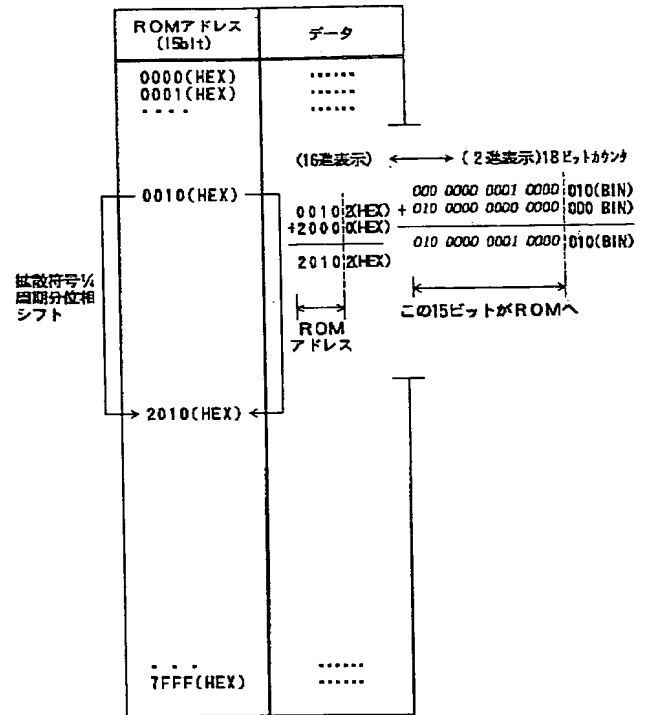 ROMアドレス
(15bit)
データ
0000(HEX)
0001(HEX)
・・・・
・・・・・・
・・・・・・
(16進表示) ←→ (2進表示)18ビットカウンタ
0010(HEX)
000 0000 0001 0000 010(BIN)
+ 010 0000 0000 0000 000 BIN)
010 0000 0001 0000 010(BIN)
0010 2(HEX)
+2000 0(HEX)
2010 2(HEX)
ROM
アドレス
この15ビットがROMへ
拡散符号¼
周期分位相
シフト
2010(HEX)
・・・
7FFF(HEX)
・・・・・・
・・・・・・